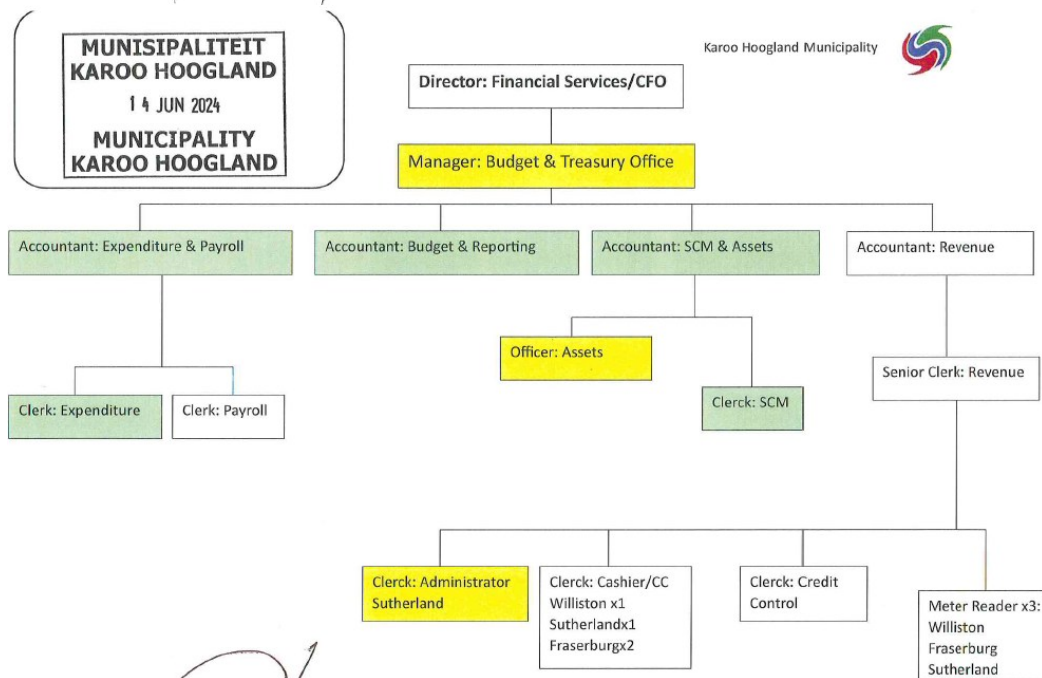 MUNISIPALITEIT
KAROO HOOGLAND
14 JUN 2024
MUNICIPALITY
KAROO HOOGLAND
Karoo Hoogland Municipality
Director: Financial Services/CFO
Manager: Budget & Treasury Office
Accountant: Expenditure & Payroll
Accountant: Budget & Reporting
Accountant: SCM & Assets
Accountant: Revenue
Officer: Assets
Senior Clerk: Revenue
Clerck: SCM
Clerk: Expenditure
Clerk: Payroll
Clerck: Administrator
Sutherland
Clerck: Cashier/CC
Williston x1
Sutherlandx1
Fraserburgx2
Clerck: Credit
Control
Meter Reader x3:
Williston
Fraserburg
Sutherland